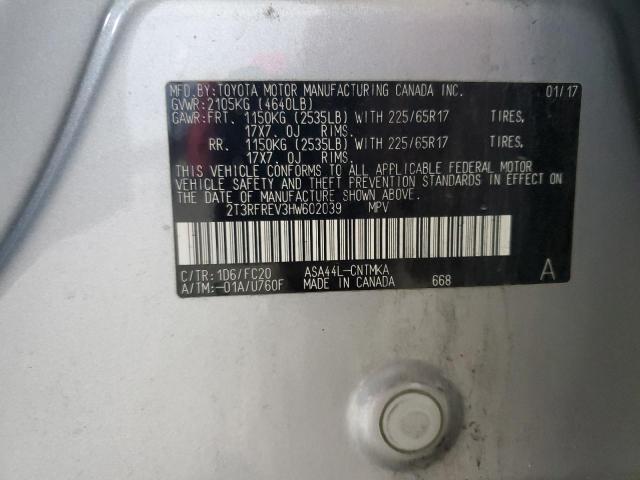 MFD.BY:TOYOTA MOTOR MANUFACTURING CANADA INC. 01/17
GVWR:2105KG (4640LB)
GAWR:FRT. 1150KG (2535LB) WITH 225/65R17 TIRES,
17X7. 0J RIMS.
RR. 1150KG (2535LB) WITH 225/65R17 TIRES,
17X7. 0J RIMS.
THIS VEHICLE CONFORMS TO ALL APPLICABLE FEDERAL MOTOR
VEHICLE SAFETY AND THEFT PREVENTION STANDARDS IN EFFECT ON
THE DATE OF MANUFACTURE SHOWN ABOVE.
2T3RFREV3HW602039 MPV
C/TR:1D6/FC20 ASA44L-CNTMKA A
A/TM:-01A/U760F MADE IN CANADA 668